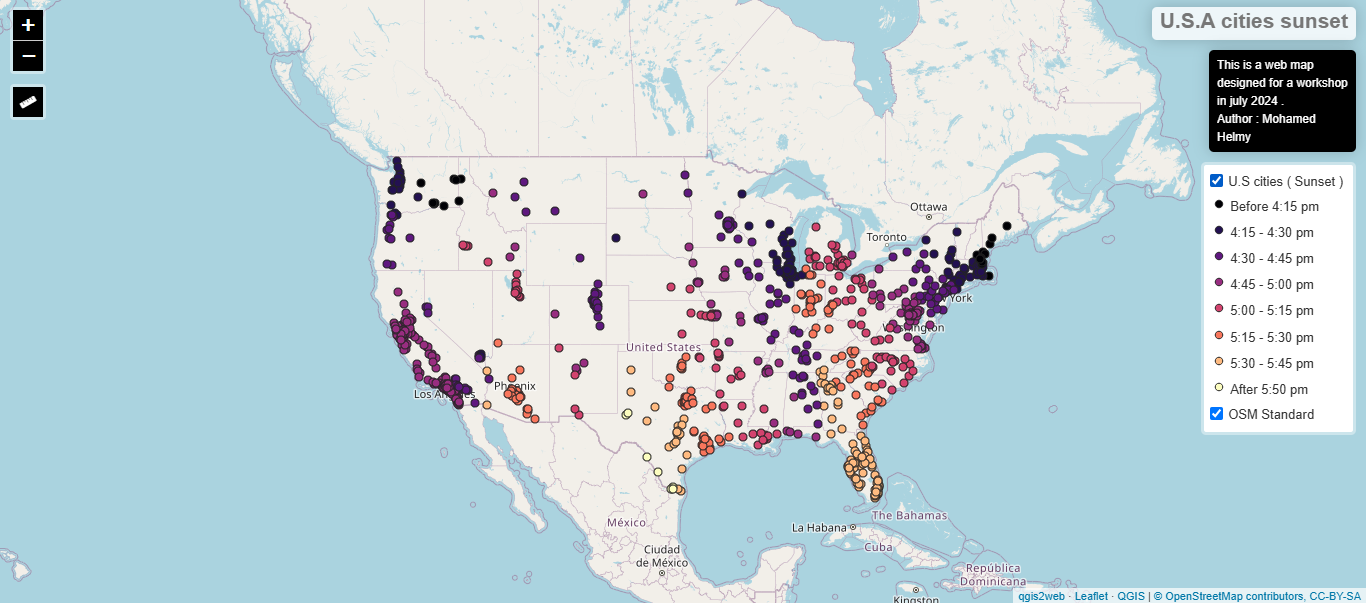 +
−
U.S.A cities sunset
This is a web map
designed for a workshop
in july 2024 .
Author : Mohamed
Helmy
U.S cities ( Sunset )
Before 4:15 pm
4:15 - 4:30 pm
4:30 - 4:45 pm
4:45 - 5:00 pm
5:00 - 5:15 pm
5:15 - 5:30 pm
5:30 - 5:45 pm
After 5:50 pm
OSM Standard
Ottawa
Toronto
York
Washington
United States
Phoenix
Los Angeles
The Bahamas
México
La Habana
Cuba
Ciudad
de México
República
Dominicana
Kingston
qgis2web · Leaflet · QGIS | © OpenStreetMap contributors, CC-BY-SA